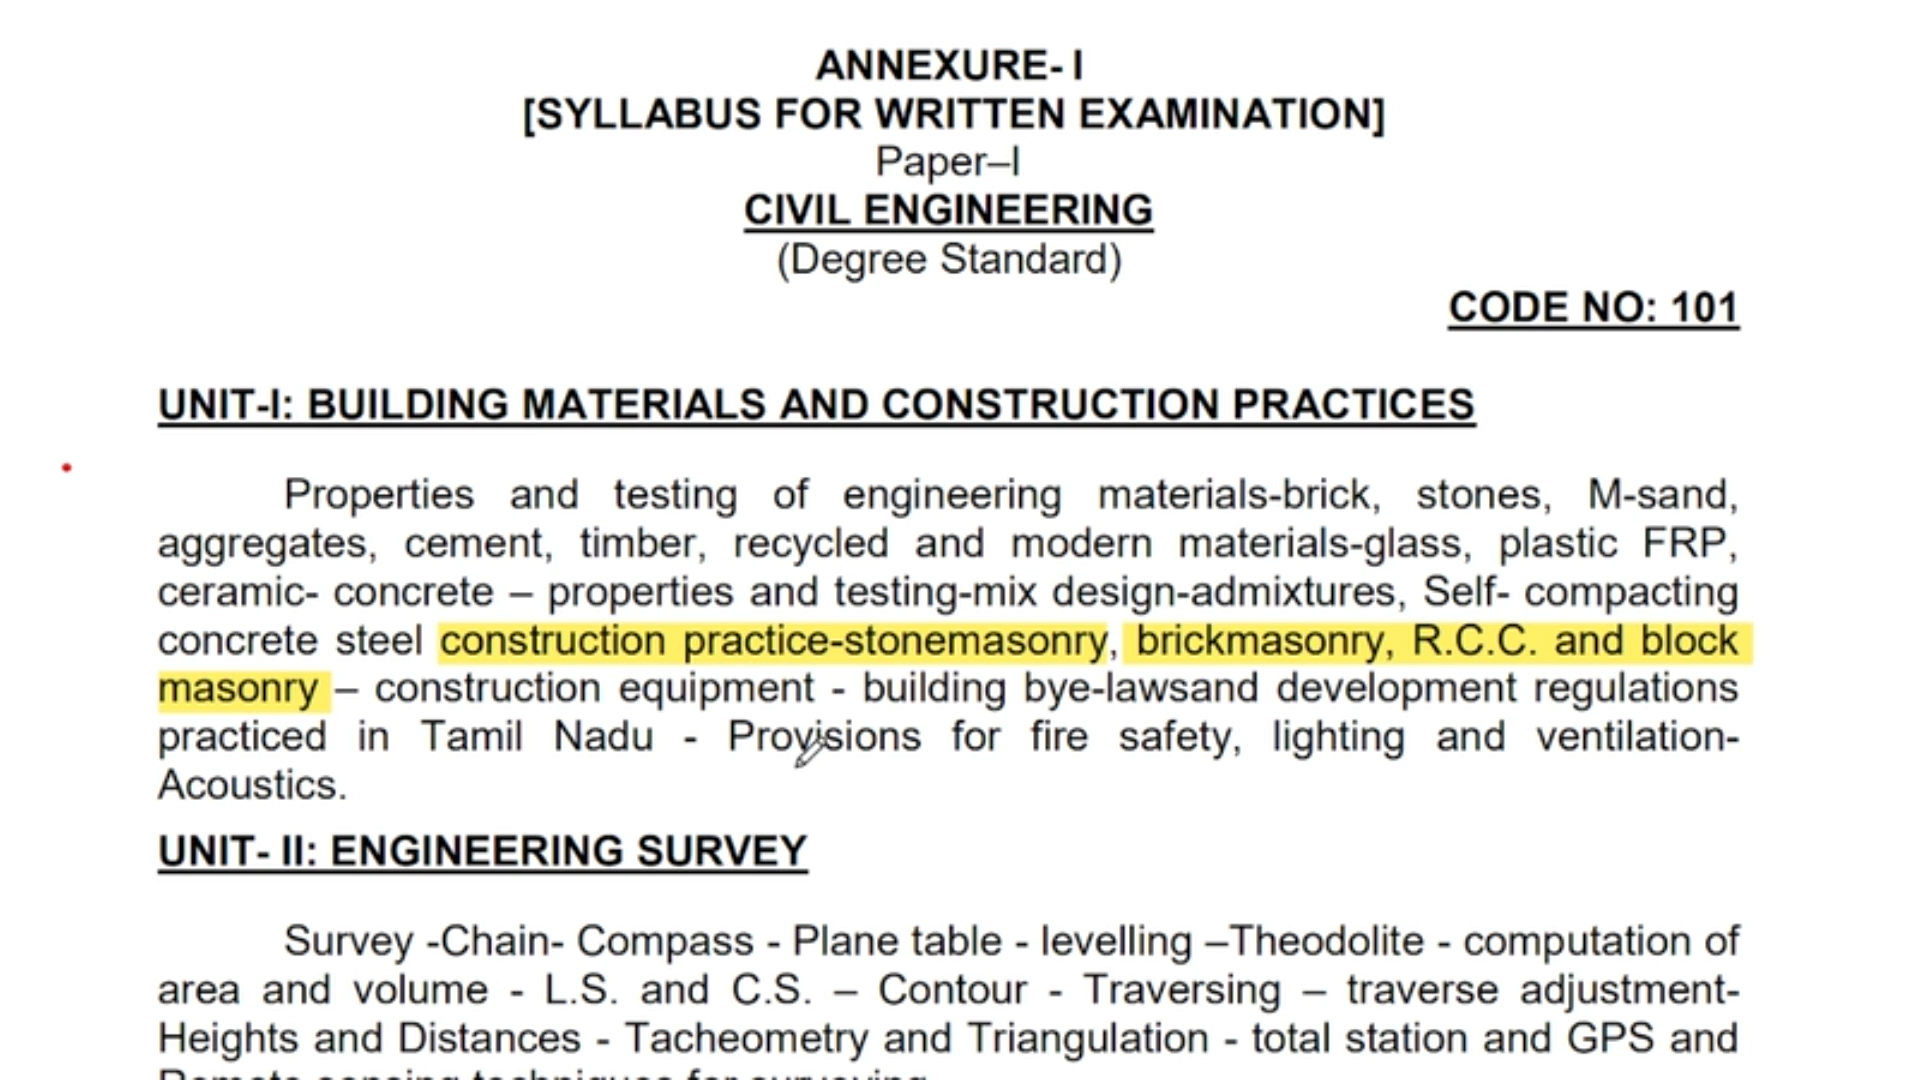 ANNEXURE- I
[SYLLABUS FOR WRITTEN EXAMINATION]
Paper–I
CIVIL ENGINEERING
(Degree Standard)
CODE NO: 101
UNIT-I: BUILDING MATERIALS AND CONSTRUCTION PRACTICES
Properties and testing of engineering materials-brick, stones, M-sand,
aggregates, cement, timber, recycled and modern materials-glass, plastic FRP,
ceramic- concrete – properties and testing-mix design-admixtures, Self- compacting
concrete steel construction practice-stonemasonry, brickmasonry, R.C.C. and block
masonry – construction equipment - building bye-lawsand development regulations
practiced in Tamil Nadu - Provisions for fire safety, lighting and ventilation-
Acoustics.
UNIT- II: ENGINEERING SURVEY
Survey -Chain- Compass - Plane table - levelling –Theodolite - computation of
area and volume - L.S. and C.S. – Contour - Traversing – traverse adjustment-
Heights and Distances - Tacheometry and Triangulation - total station and GPS and
Remote sensing techniques for surveying.